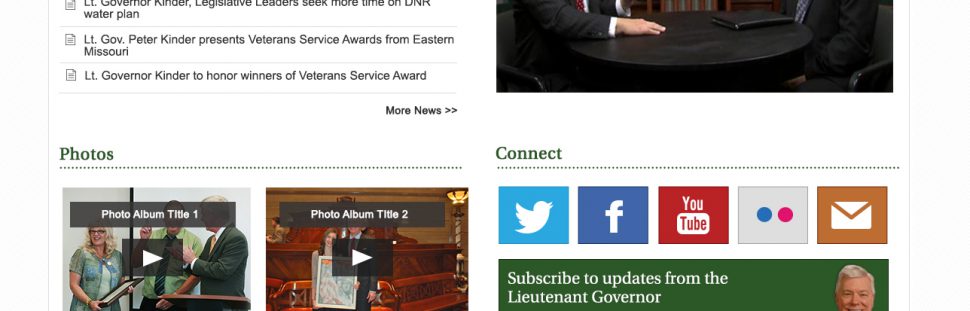 Lt. Governor Kinder, Legislative Leaders seek more time on DNR
water plan
Lt. Gov. Peter Kinder presents Veterans Service Awards from Eastern
Missouri
Lt. Governor Kinder to honor winners of Veterans Service Award
More News >>
Photos
Photo Album TItle 1
Photo Album TItle 2
Connect
You
Tube
Subscribe to updates from the
Lieutenant Governor